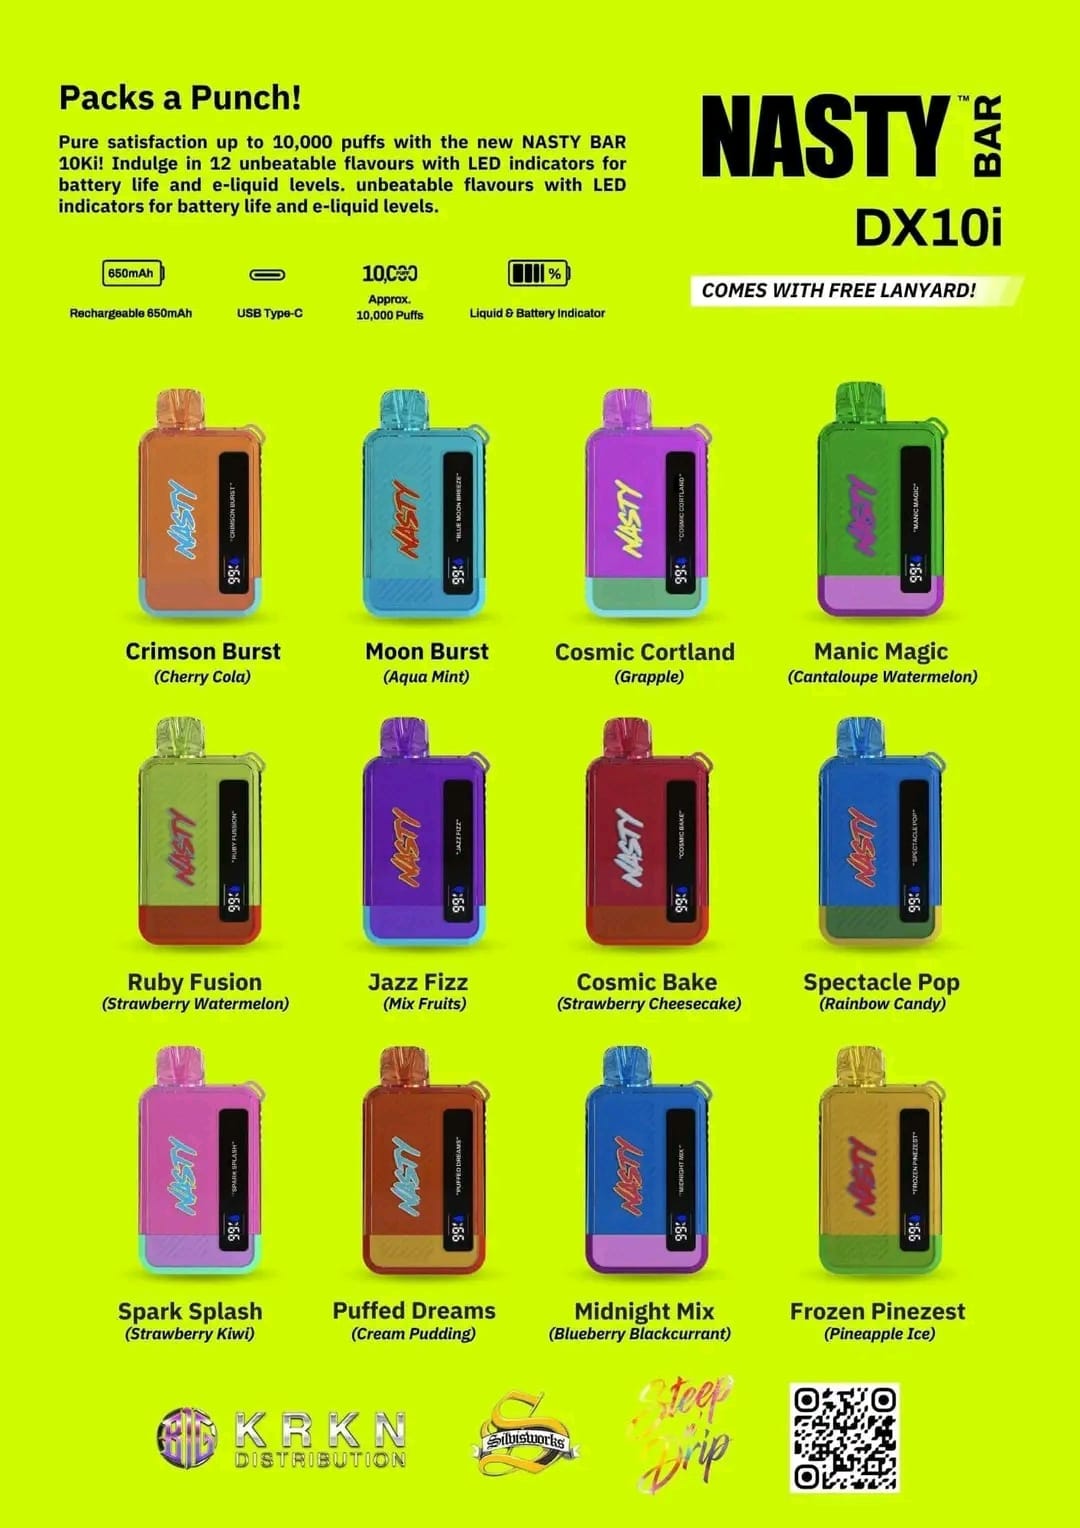 Packs a Punch!
Pure satisfaction up to 10,000 puffs with the new NASTY BAR
10Ki! Indulge in 12 unbeatable flavours with LED indicators for
battery life and e-liquid levels. unbeatable flavours with LED
indicators for battery life and e-liquid levels.
NASTY™ BAR
DX10i
COMES WITH FREE LANYARD!
650mAh
Rechargeable 650mAh
USB Type-C
10,000
Approx.
10,000 Puffs
%
Liquid & Battery Indicator
NASTY "CRIMSON BURST" 99%
NASTY "BLUE MOON BREEZE" 99%
NASTY "COSMIC CORTLAND" 99%
NASTY "MANIC MAGIC" 99%
Crimson Burst
(Cherry Cola)
Moon Burst
(Aqua Mint)
Cosmic Cortland
(Grapple)
Manic Magic
(Cantaloupe Watermelon)
NASTY "RUBY FUSSION" 99%
NASTY "JAZZ FIZZ" 99%
NASTY "COSMIC BAKE" 99%
NASTY "SPECTACLE POP" 99%
Ruby Fusion
(Strawberry Watermelon)
Jazz Fizz
(Mix Fruits)
Cosmic Bake
(Strawberry Cheesecake)
Spectacle Pop
(Rainbow Candy)
NASTY "SPARK SPLASH" 99%
NASTY "PUFFED DREAMS" 99%
NASTY "MIDNIGHT MIX" 99%
NASTY "FROZEN PINEZEST" 99%
Spark Splash
(Strawberry Kiwi)
Puffed Dreams
(Cream Pudding)
Midnight Mix
(Blueberry Blackcurrant)
Frozen Pinezest
(Pineapple Ice)
BIG
KRKN
DISTRIBUTION
Silvisworks
Steep
Drip